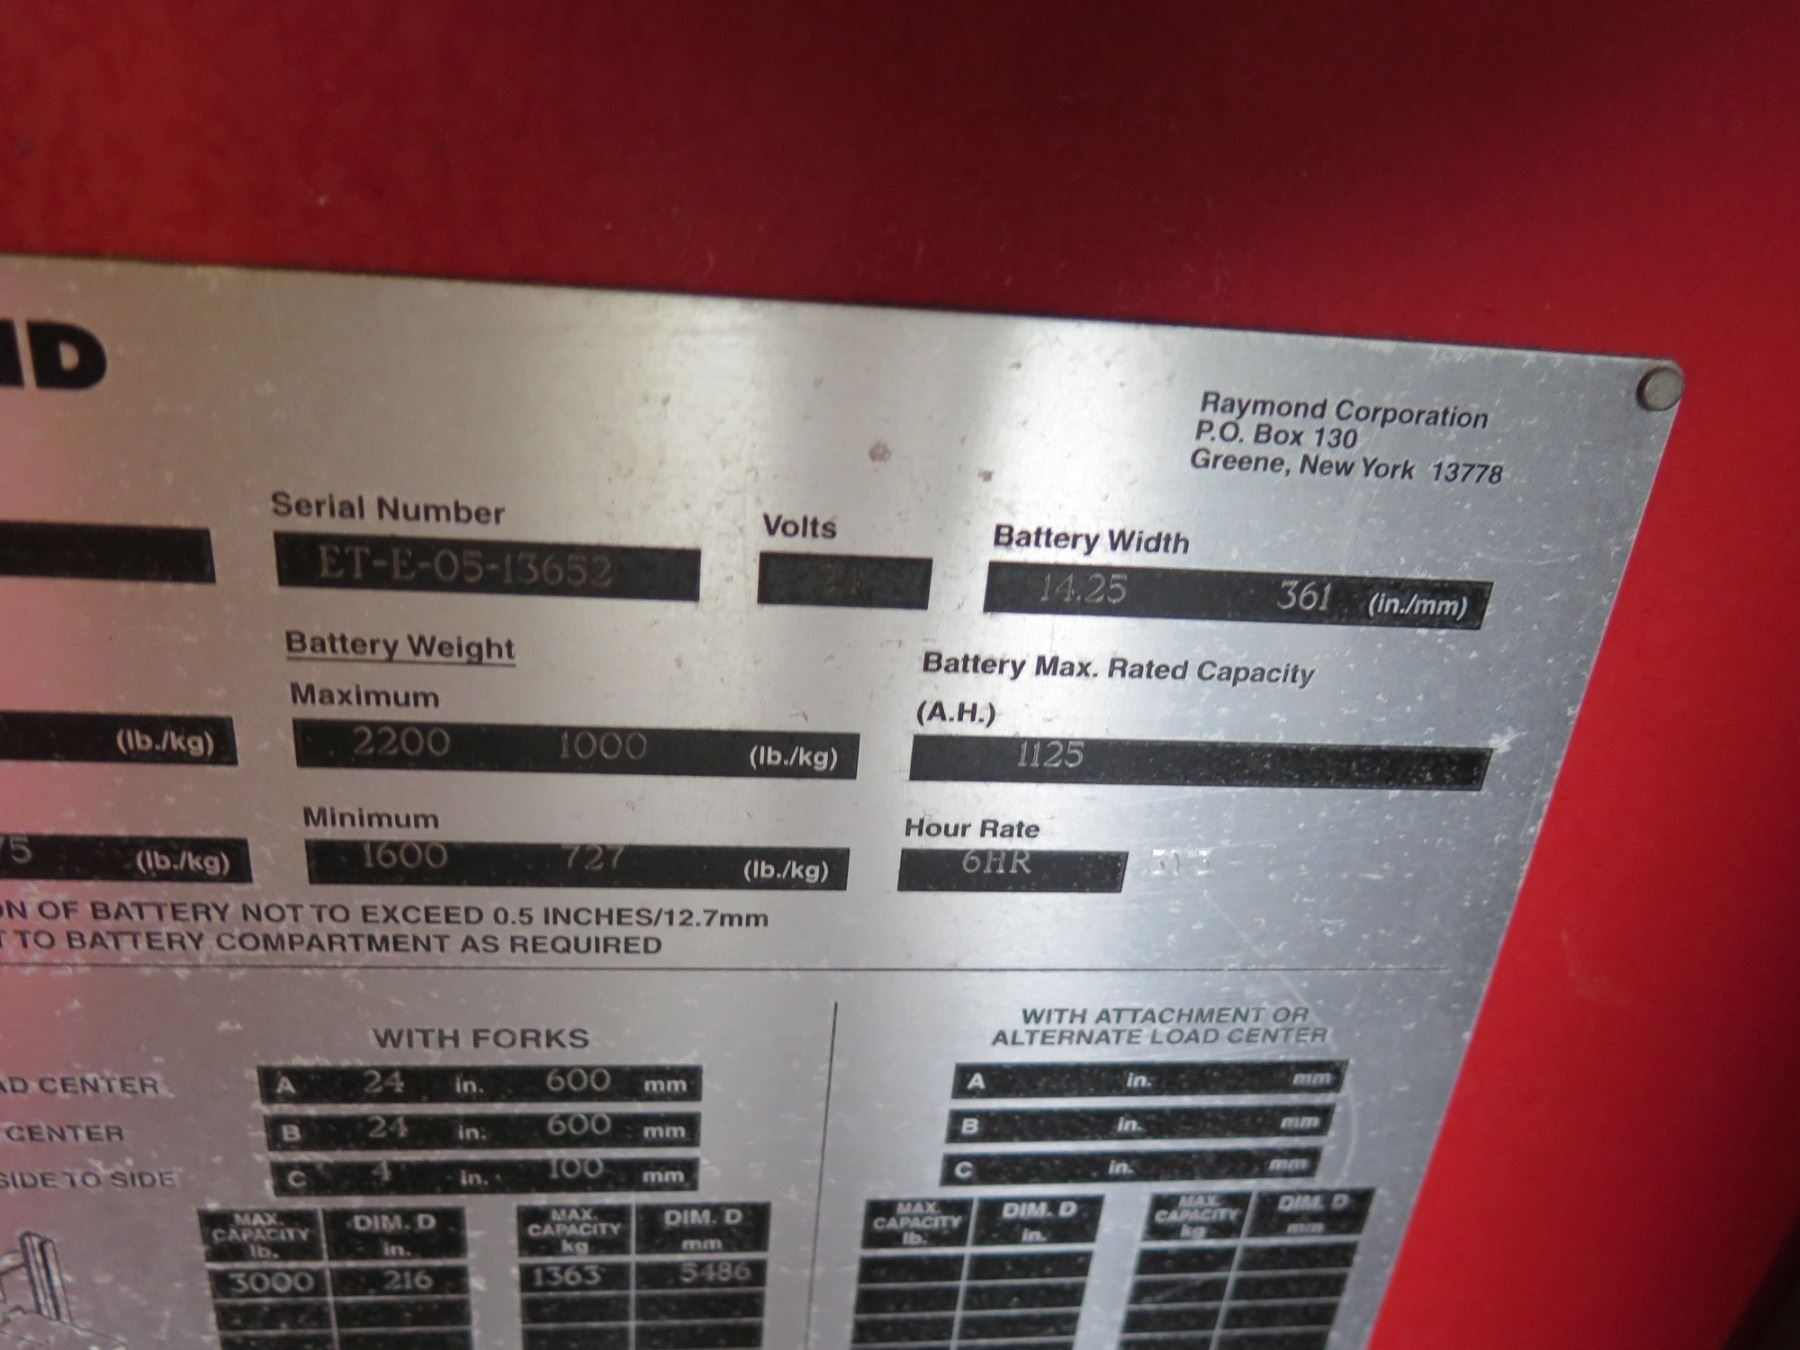 ND
Raymond Corporation
P.O. Box 130
Greene, New York 13778
Serial Number
ET-E-05-13652
Volts
24
Battery Width
14.25 361 (in./mm)
Battery Weight
Maximum
(lb./kg)
2200 1000 (lb./kg)
Battery Max. Rated Capacity
(A.H.)
1125
Minimum
75 (lb./kg)
1600 727 (lb./kg)
Hour Rate
6HR
ON OF BATTERY NOT TO EXCEED 0.5 INCHES/12.7mm
T TO BATTERY COMPARTMENT AS REQUIRED
WITH FORKS
AD CENTER A 24 in. 600 mm
CENTER B 24 in. 600 mm
SIDE TO SIDE C 4 in. 100 mm
MAX. CAPACITY lb. DIM. D in. MAX. CAPACITY kg DIM. D mm
3000 216 1363 5486
WITH ATTACHMENT OR
ALTERNATE LOAD CENTER
A in. mm
B in. mm
C in. mm
MAX. CAPACITY lb. DIM. D in. MAX. CAPACITY kg DIM. D mm